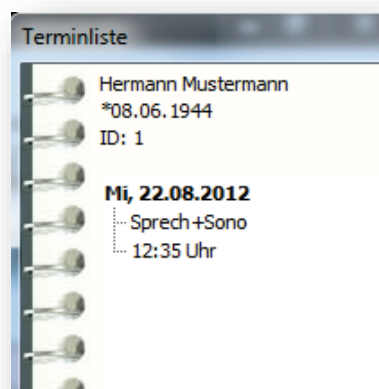 Terminliste
Hermann Mustermann
*08.06.1944
ID: 1
Mi, 22.08.2012
Sprech+Sono
12:35 Uhr